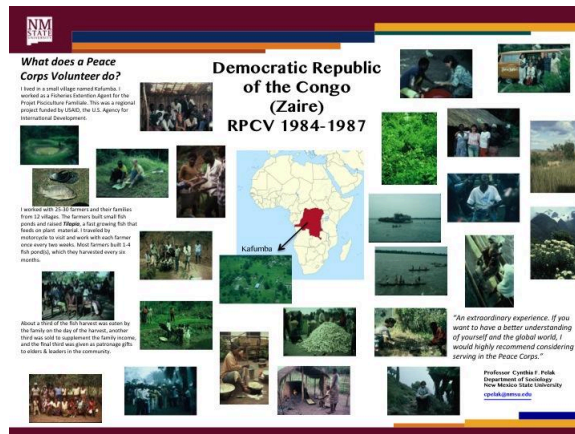 NM
STATE
UNIVERSITY
What does a Peace
Corps Volunteer do?
I lived in a small village named Kafumba. I
worked as a Fisheries Extention Agent for the
Projet Pisciculture Familiale. This was a regional
project funded by USAID, the U.S. Agency for
International Development.
I worked with 25-30 farmers and their families
from 12 villages. The farmers built small fish
ponds and raised Tilapia, a fast growing fish that
feeds on plant material. I traveled by
motorcycle to visit and work with each farmer
once every two weeks. Most farmers built 1-4
fish pond(s), which they harvested every six
months.
About a third of the fish harvest was eaten by
the family on the day of the harvest, another
third was sold to supplement the family income,
and the final third was given as patronage gifts
to elders & leaders in the community.
Democratic Republic
of the Congo
(Zaire)
RPCV 1984-1987
Kafumba
"An extraordinary experience. If you
want to have a better understanding
of yourself and the global world, I
would highly recommend considering
serving in the Peace Corps."
Professor Cynthia F. Pelak
Department of Sociology
New Mexico State University
cpelak@nmsu.edu